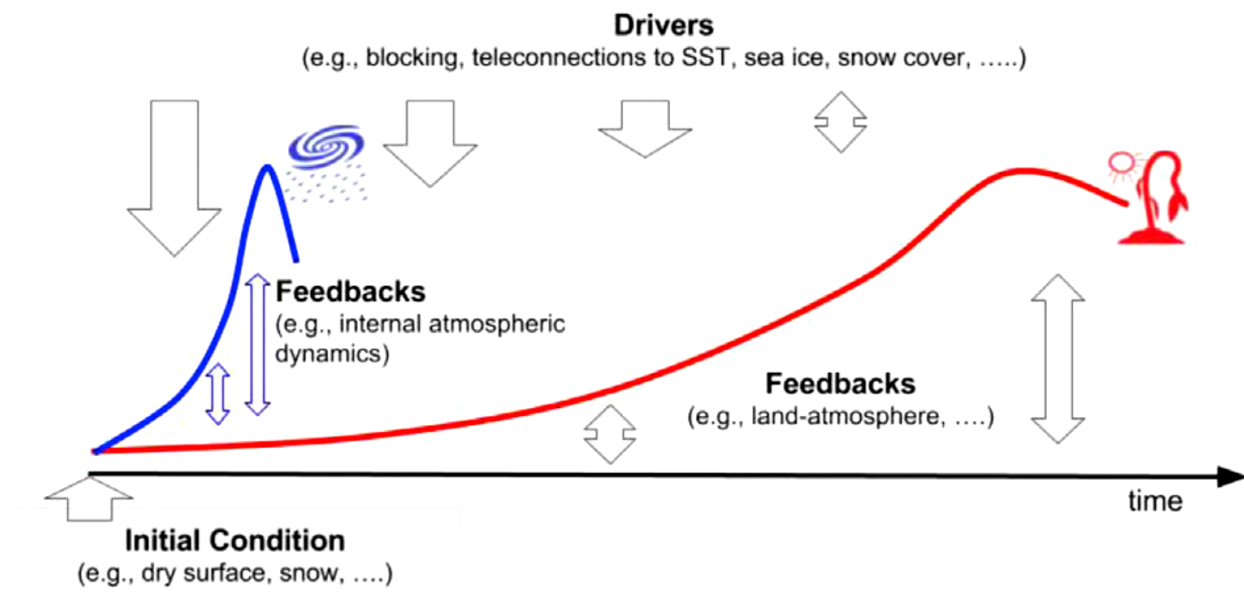 Drivers
(e.g., blocking, teleconnections to SST, sea ice, snow cover, .....)
Feedbacks
(e.g., internal atmospheric
dynamics)
Feedbacks
(e.g., land-atmosphere, ....)
time
Initial Condition
(e.g., dry surface, snow, ....)